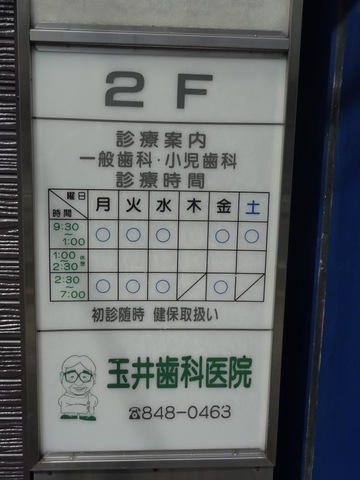 2F
診療案内
一般歯科・小児歯科
診療時間
曜日 時間 月 火 水 木 金 土
9:30〜1:00 ○ ○ ○ ○ ○
1:00〜2:30 休憩
2:30〜7:00 ○ ○ ○ ／ ○ ／
初診随時 健保取扱い
玉井歯科医院
☎848-0463